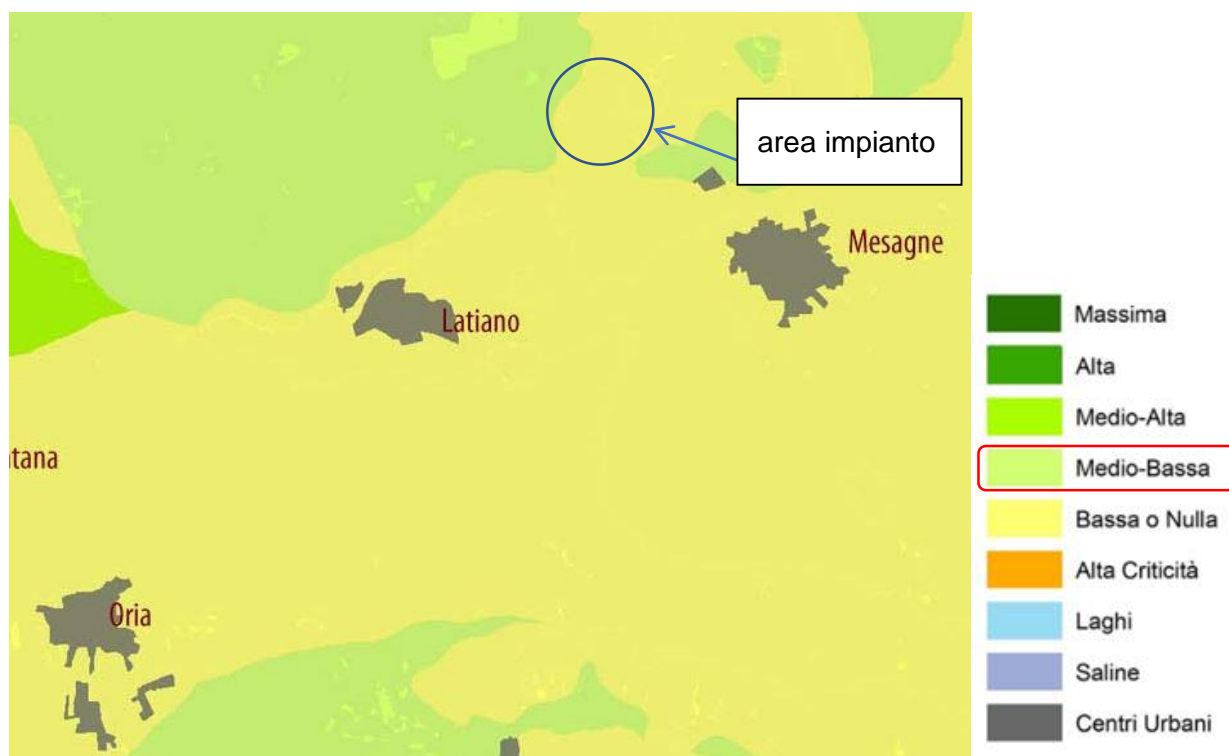 area impianto
Mesagne
Latiano
tana
Oria
Massima
Alta
Medio-Alta
Medio-Bassa
Bassa o Nulla
Alta Criticità
Laghi
Saline
Centri Urbani